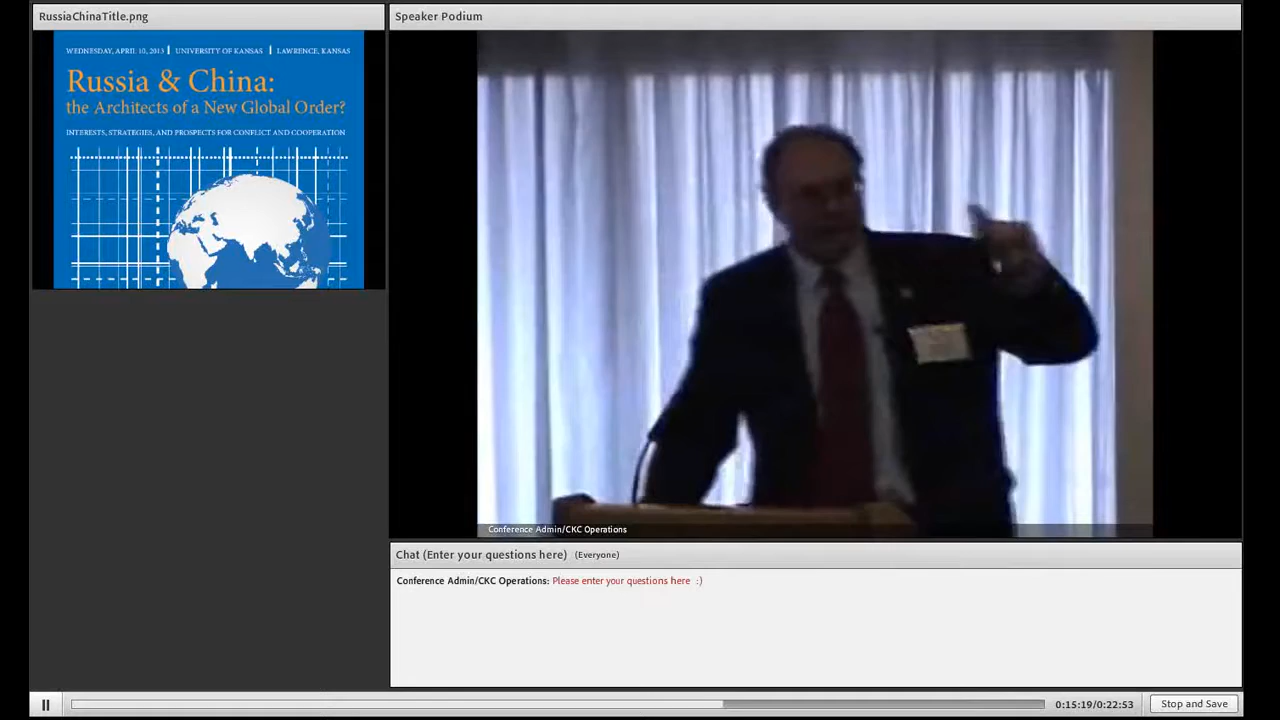 RussiaChinaTitle.png
WEDNESDAY, APRIL 10, 2013 | UNIVERSITY OF KANSAS | LAWRENCE, KANSAS
Russia & China:
the Architects of a New Global Order?
INTERESTS, STRATEGIES, AND PROSPECTS FOR CONFLICT AND COOPERATION
Speaker Podium
Conference Admin/CKC Operations
Chat (Enter your questions here) (Everyone)
Conference Admin/CKC Operations: Please enter your questions here :)
0:15:19/0:22:53
Stop and Save